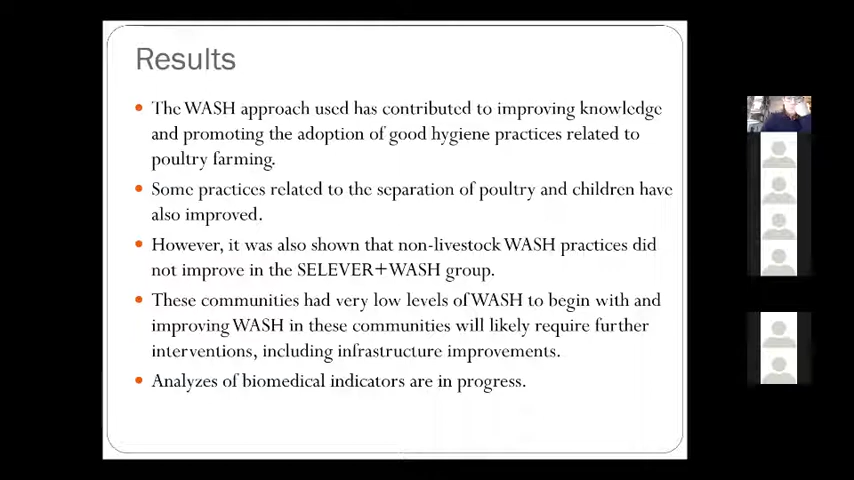 Results
The WASH approach used has contributed to improving knowledge
and promoting the adoption of good hygiene practices related to
poultry farming.
Some practices related to the separation of poultry and children have
also improved.
However, it was also shown that non-livestock WASH practices did
not improve in the SELEVER+WASH group.
These communities had very low levels of WASH to begin with and
improving WASH in these communities will likely require further
interventions, including infrastructure improvements.
Analyzes of biomedical indicators are in progress.